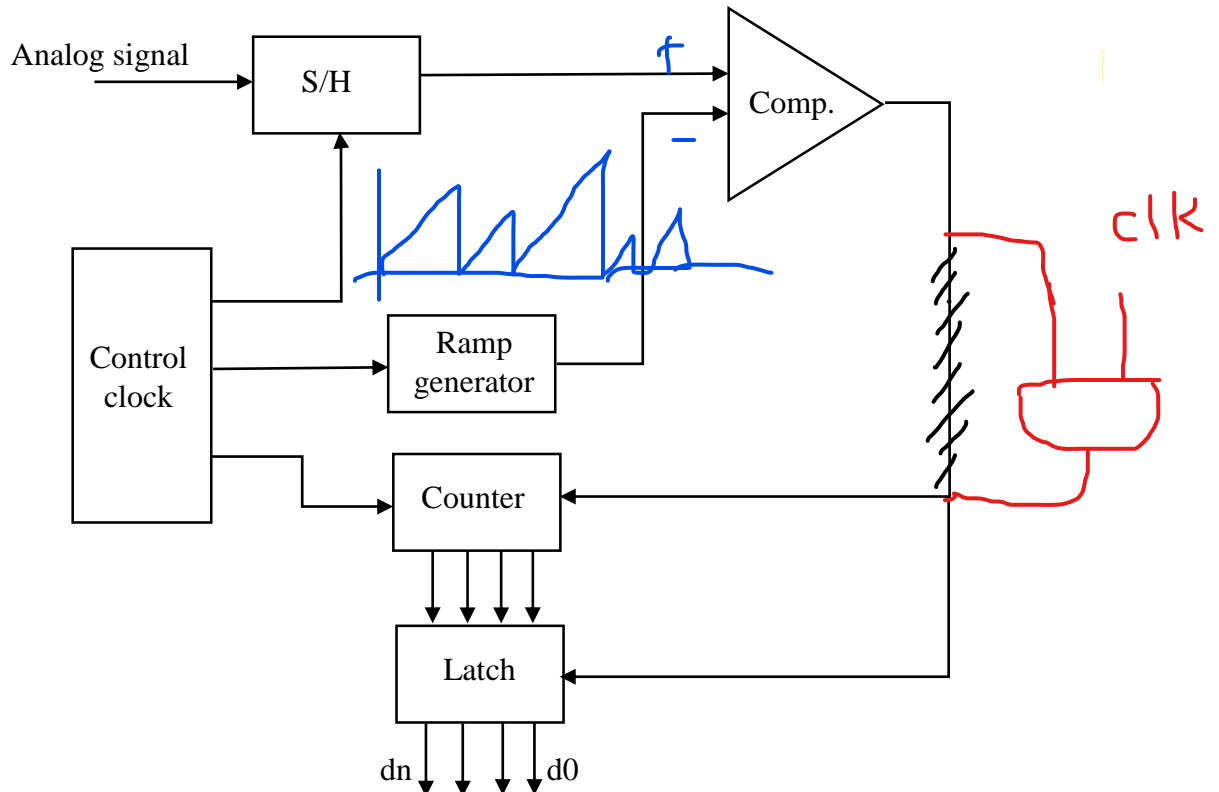 Analog signal
S/H
+
Comp.
−
clk
Control
clock
Ramp
generator
Counter
Latch
dn
d0